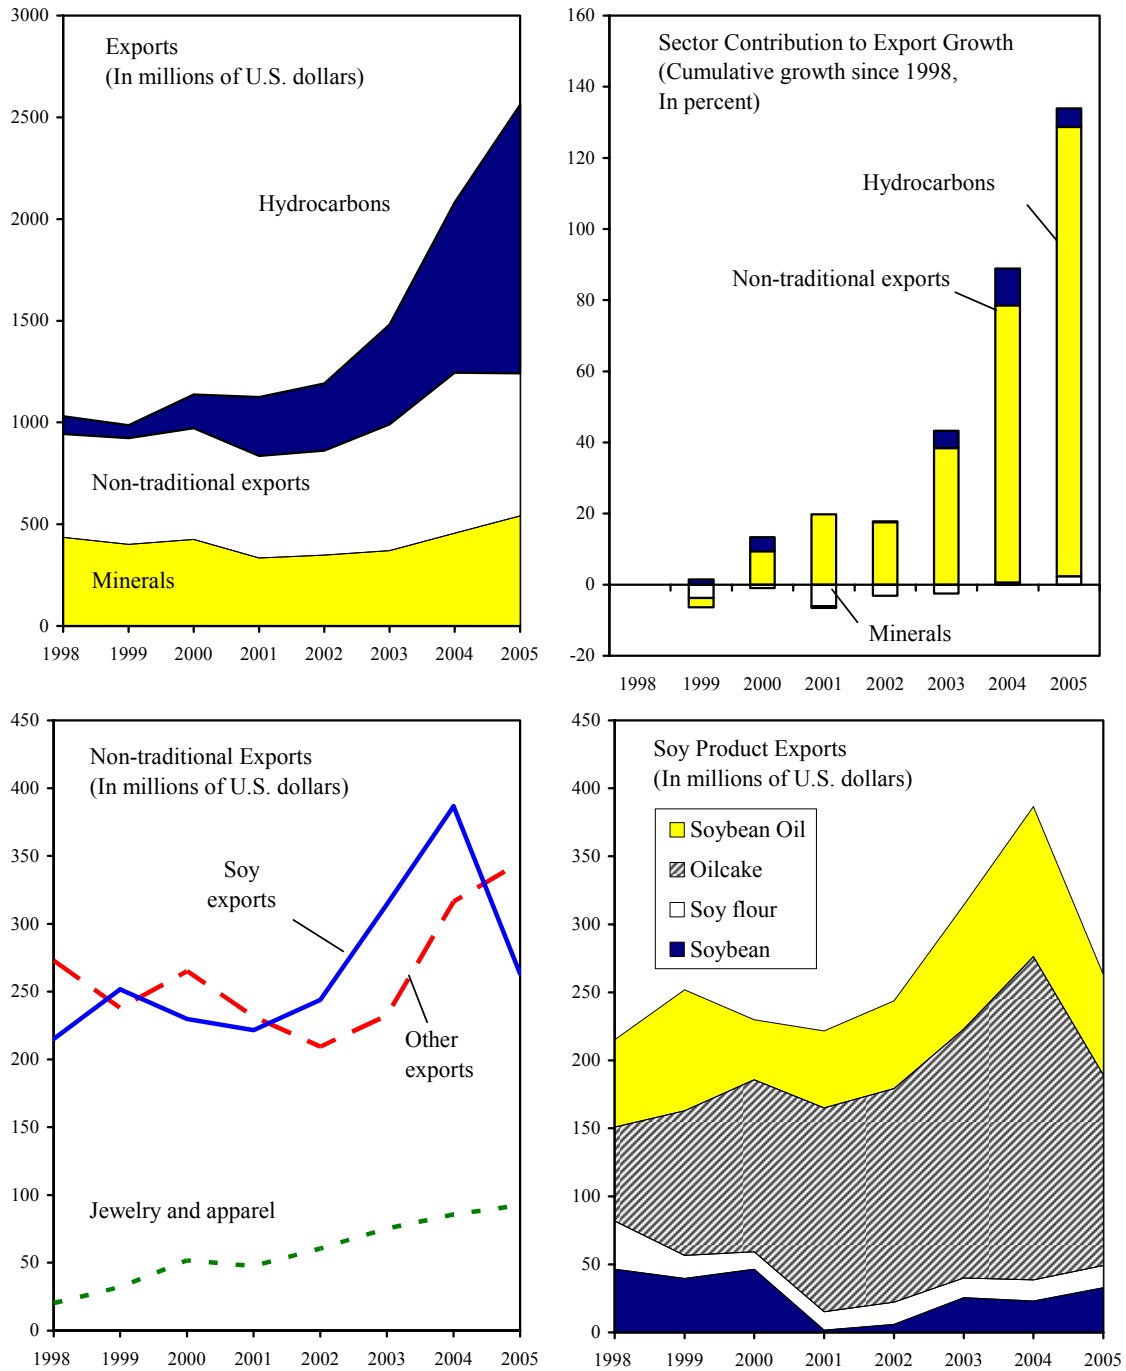 Exports
(In millions of U.S. dollars)
3000
2500
2000
1500
1000
500
0
Hydrocarbons
Non-traditional exports
Minerals
1998 1999 2000 2001 2002 2003 2004 2005
Sector Contribution to Export Growth
(Cumulative growth since 1998,
In percent)
160
140
120
100
80
60
40
20
0
-20
Hydrocarbons
Non-traditional exports
Minerals
1998 1999 2000 2001 2002 2003 2004 2005
Non-traditional Exports
(In millions of U.S. dollars)
450
400
350
300
250
200
150
100
50
0
Soy
exports
Other
exports
Jewelry and apparel
1998 1999 2000 2001 2002 2003 2004 2005
Soy Product Exports
(In millions of U.S. dollars)
450
400
350
300
250
200
150
100
50
0
Soybean Oil
Oilcake
Soy flour
Soybean
1998 1999 2000 2001 2002 2003 2004 2005